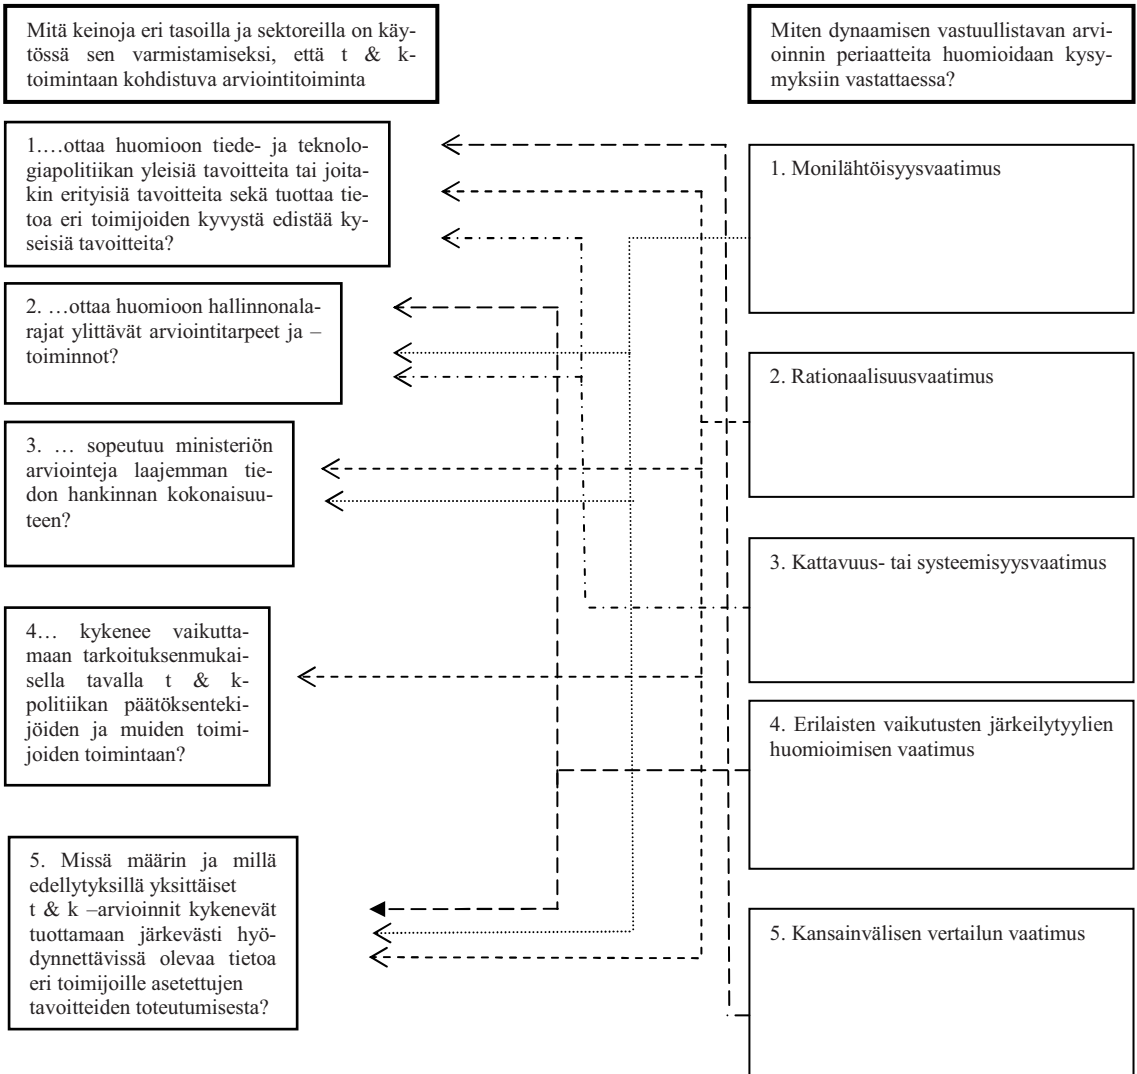 Mitä keinoja eri tasoilla ja sektoreilla on käy-
tössä sen varmistamiseksi, että t & k-
toimintaan kohdistuva arviointitoiminta
Miten dynaamisen vastuullistavan arvi-
oinnin periaatteita huomioidaan kysy-
myksiin vastattaessa?
1.…ottaa huomioon tiede- ja teknolo-
giapolitiikan yleisiä tavoitteita tai joita-
kin erityisiä tavoitteita sekä tuottaa tie-
toa eri toimijoiden kyvystä edistää ky-
seisiä tavoitteita?
2. …ottaa huomioon hallinnonala-
rajat ylittävät arviointitarpeet ja –
toiminnot?
3. … sopeutuu ministeriön
arviointeja laajemman tie-
don hankinnan kokonaisuu-
teen?
4… kykenee vaikutta-
maan tarkoituksenmukai-
sella tavalla t & k-
politiikan päätöksenteki-
jöiden ja muiden toimi-
joiden toimintaan?
5. Missä määrin ja millä
edellytyksillä yksittäiset
t & k –arvioinnit kykenevät
tuottamaan järkevästi hyö-
dynnettävissä olevaa tietoa
eri toimijoille asetettujen
tavoitteiden toteutumisesta?
1. Monilähtöisyysvaatimus
2. Rationaalisuusvaatimus
3. Kattavuus- tai systeemisyysvaatimus
4. Erilaisten vaikutusten järkeilytyylien
huomioimisen vaatimus
5. Kansainvälisen vertailun vaatimus